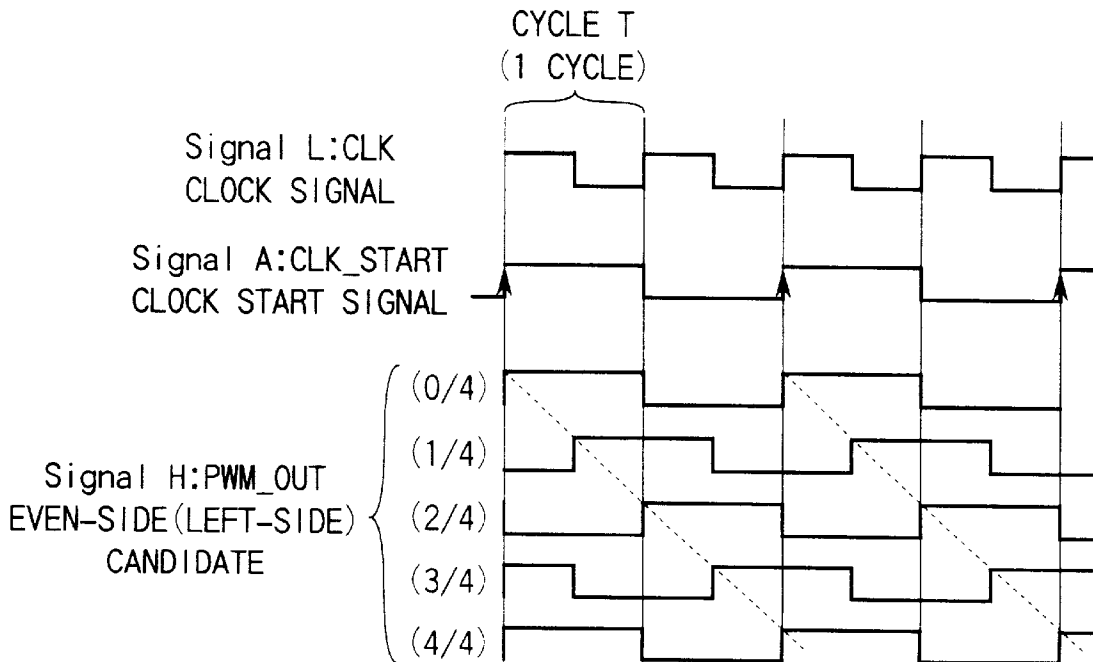 CYCLE T
(1 CYCLE)
Signal L:CLK
CLOCK SIGNAL
Signal A:CLK_START
CLOCK START SIGNAL
Signal H:PWM_OUT
EVEN-SIDE(LEFT-SIDE)
CANDIDATE
(0/4)
(1/4)
(2/4)
(3/4)
(4/4)